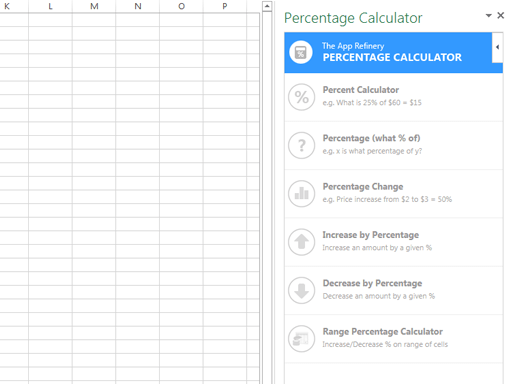 K L M N O P
Percentage Calculator
The App Refinery
PERCENTAGE CALCULATOR
%
Percent Calculator
e.g. What is 25% of $60 = $15
?
Percentage (what % of)
e.g. x is what percentage of y?
Percentage Change
e.g. Price increase from $2 to $3 = 50%
Increase by Percentage
Increase an amount by a given %
Decrease by Percentage
Decrease an amount by a given %
Range Percentage Calculator
Increase/Decrease % on range of cells